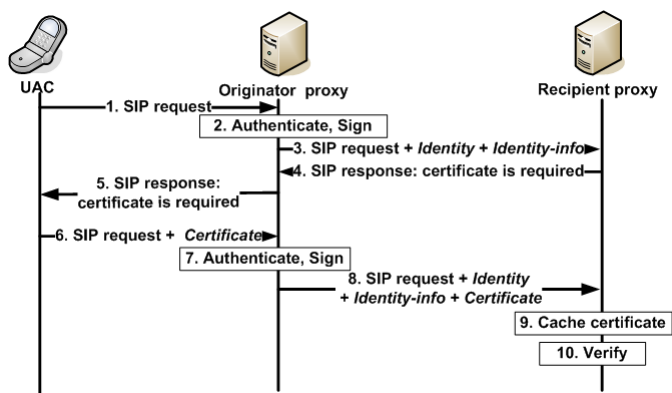 UAC
Originator proxy
Recipient proxy
1. SIP request
2. Authenticate, Sign
3. SIP request + Identity + Identity-info
4. SIP response: certificate is required
5. SIP response:
certificate is required
6. SIP request + Certificate
7. Authenticate, Sign
8. SIP request + Identity
+ Identity-info + Certificate
9. Cache certificate
10. Verify